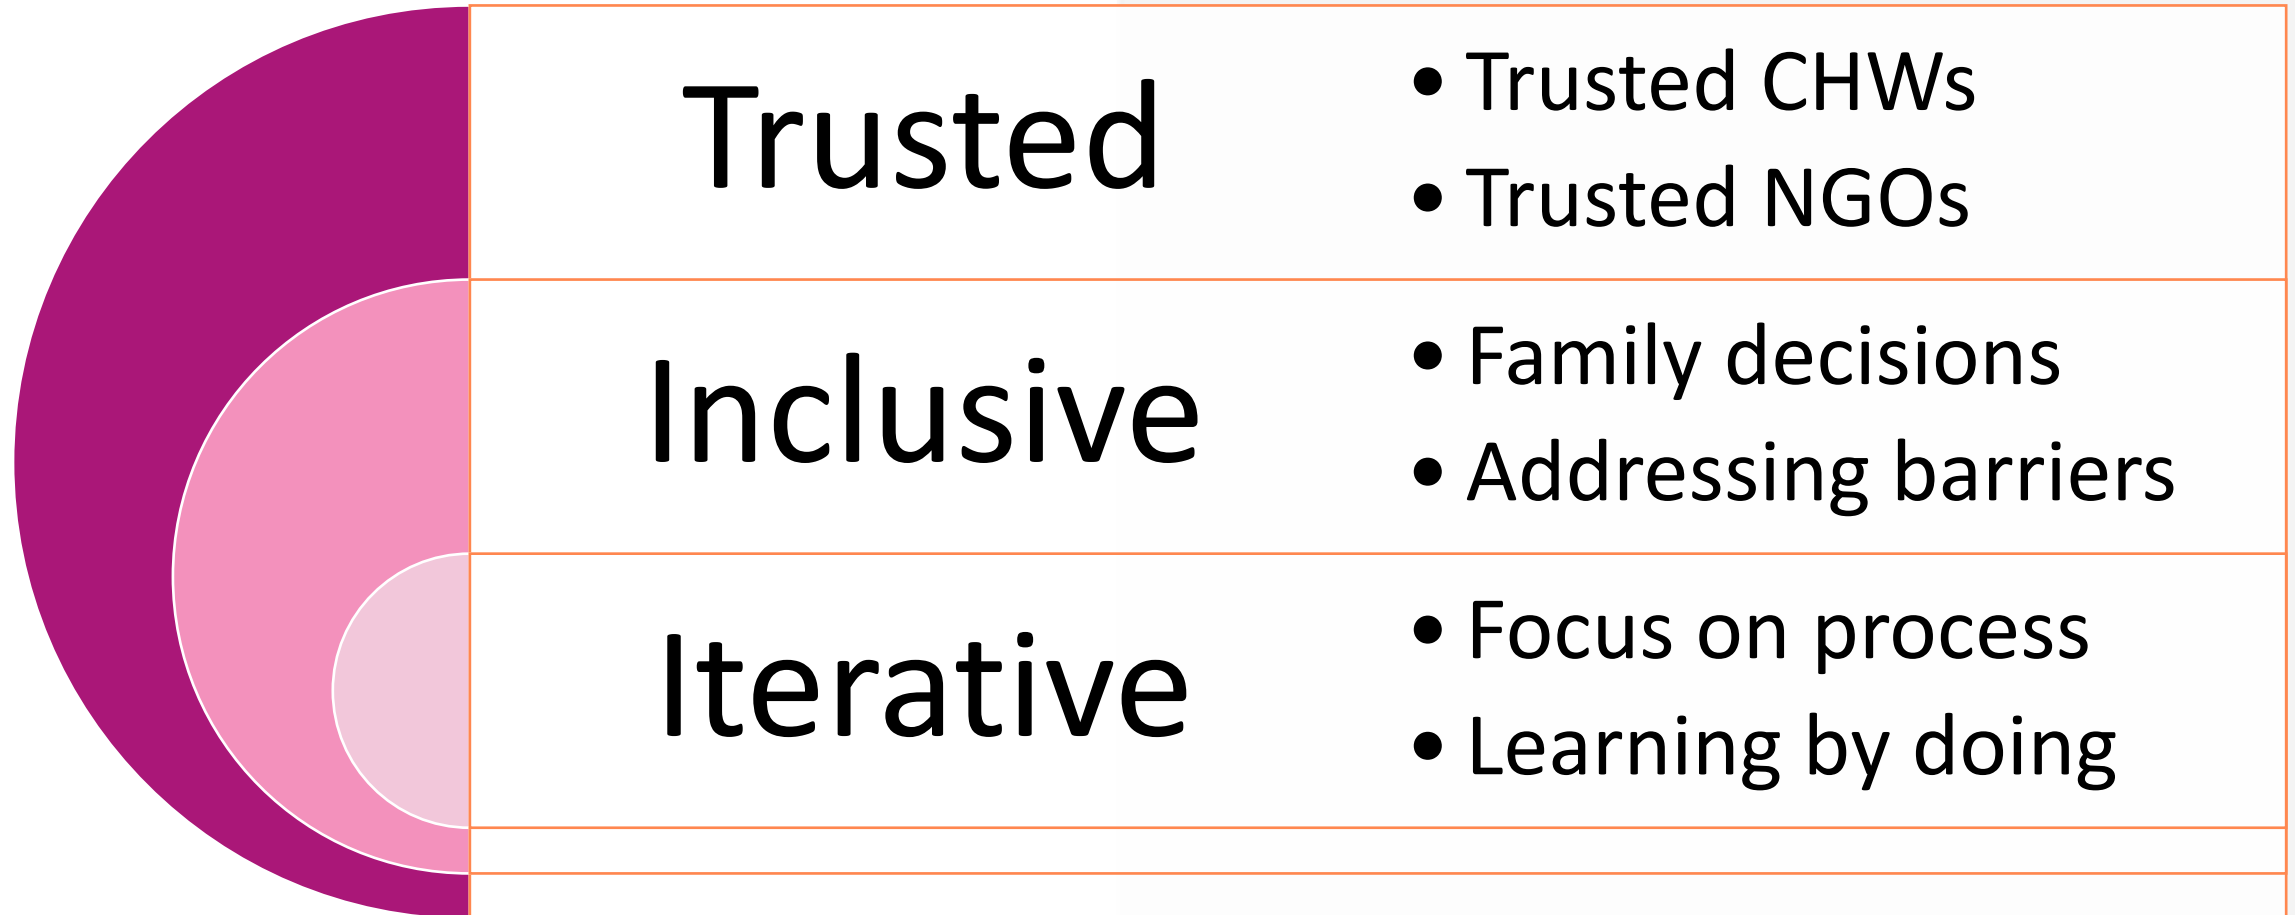 Trusted
• Trusted CHWs
• Trusted NGOs
Inclusive
• Family decisions
• Addressing barriers
Iterative
• Focus on process
• Learning by doing